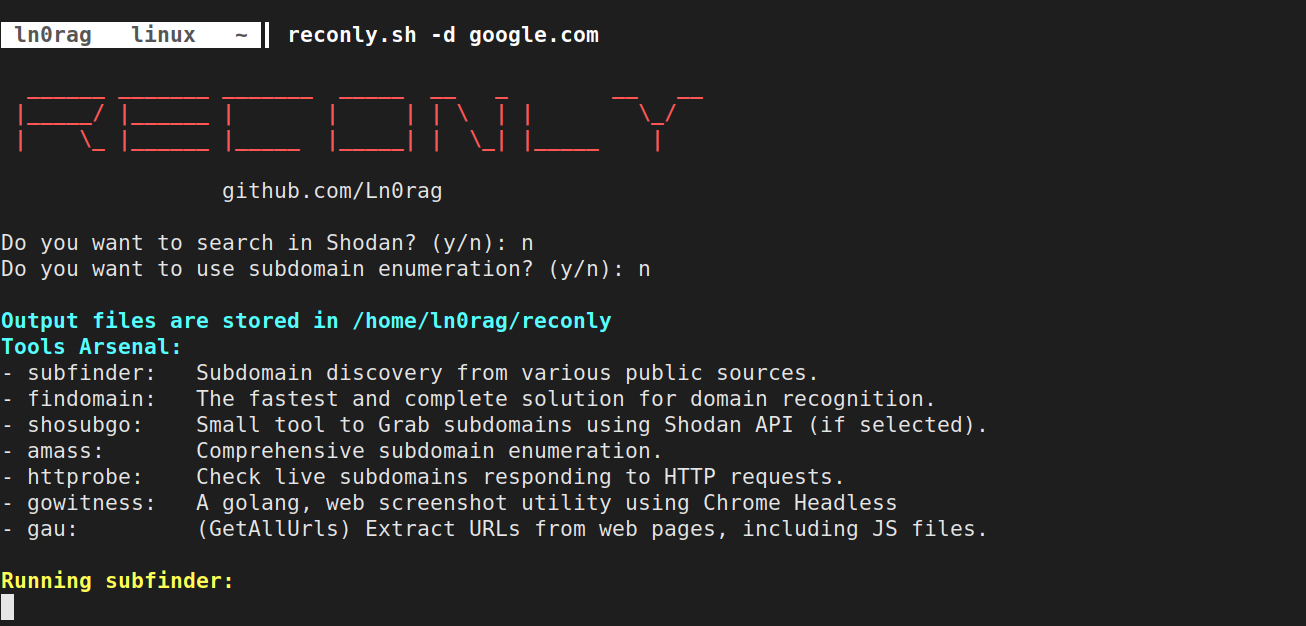 ln0rag linux ~ reconly.sh -d google.com
RECONLY
github.com/Ln0rag
Do you want to search in Shodan? (y/n): n
Do you want to use subdomain enumeration? (y/n): n
Output files are stored in /home/ln0rag/reconly
Tools Arsenal:
- subfinder: Subdomain discovery from various public sources.
- findomain: The fastest and complete solution for domain recognition.
- shosubgo: Small tool to Grab subdomains using Shodan API (if selected).
- amass: Comprehensive subdomain enumeration.
- httprobe: Check live subdomains responding to HTTP requests.
- gowitness: A golang, web screenshot utility using Chrome Headless
- gau: (GetAllUrls) Extract URLs from web pages, including JS files.
Running subfinder: